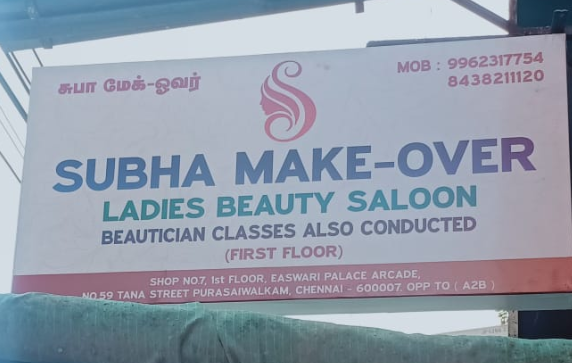 சுபா மேக்-ஓவர்
MOB : 9962317754
8438211120
SUBHA MAKE-OVER
LADIES BEAUTY SALOON
BEAUTICIAN CLASSES ALSO CONDUCTED
(FIRST FLOOR)
SHOP NO7, 1st FLOOR, EASWARI PALACE ARCADE,
NO.59 TANA STREET PURASAIWALKAM, CHENNAI - 600007. OPP TO ( A2B )